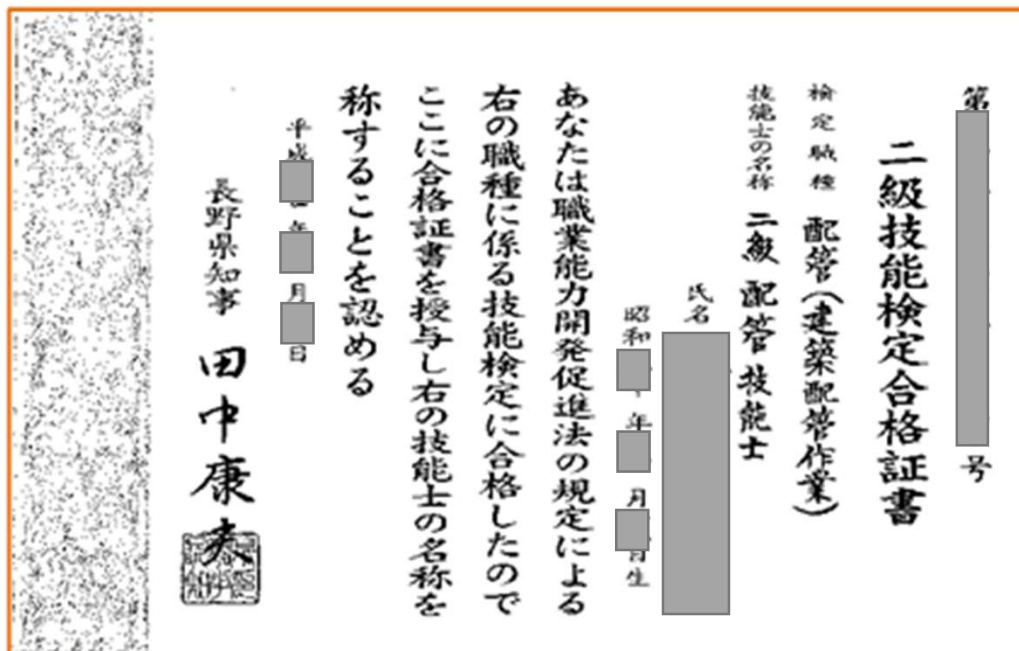 第 号
二級技能検定合格証書
検定職種 配管(建築配管作業)
技能士の名称 二級 配管技能士
氏名
昭和 年 月 日生
あなたは職業能力開発促進法の規定による
右の職種に係る技能検定に合格したので
ここに合格証書を授与し右の技能士の名称を
称することを認める
平成 年 月 日
長野県知事 田中康夫